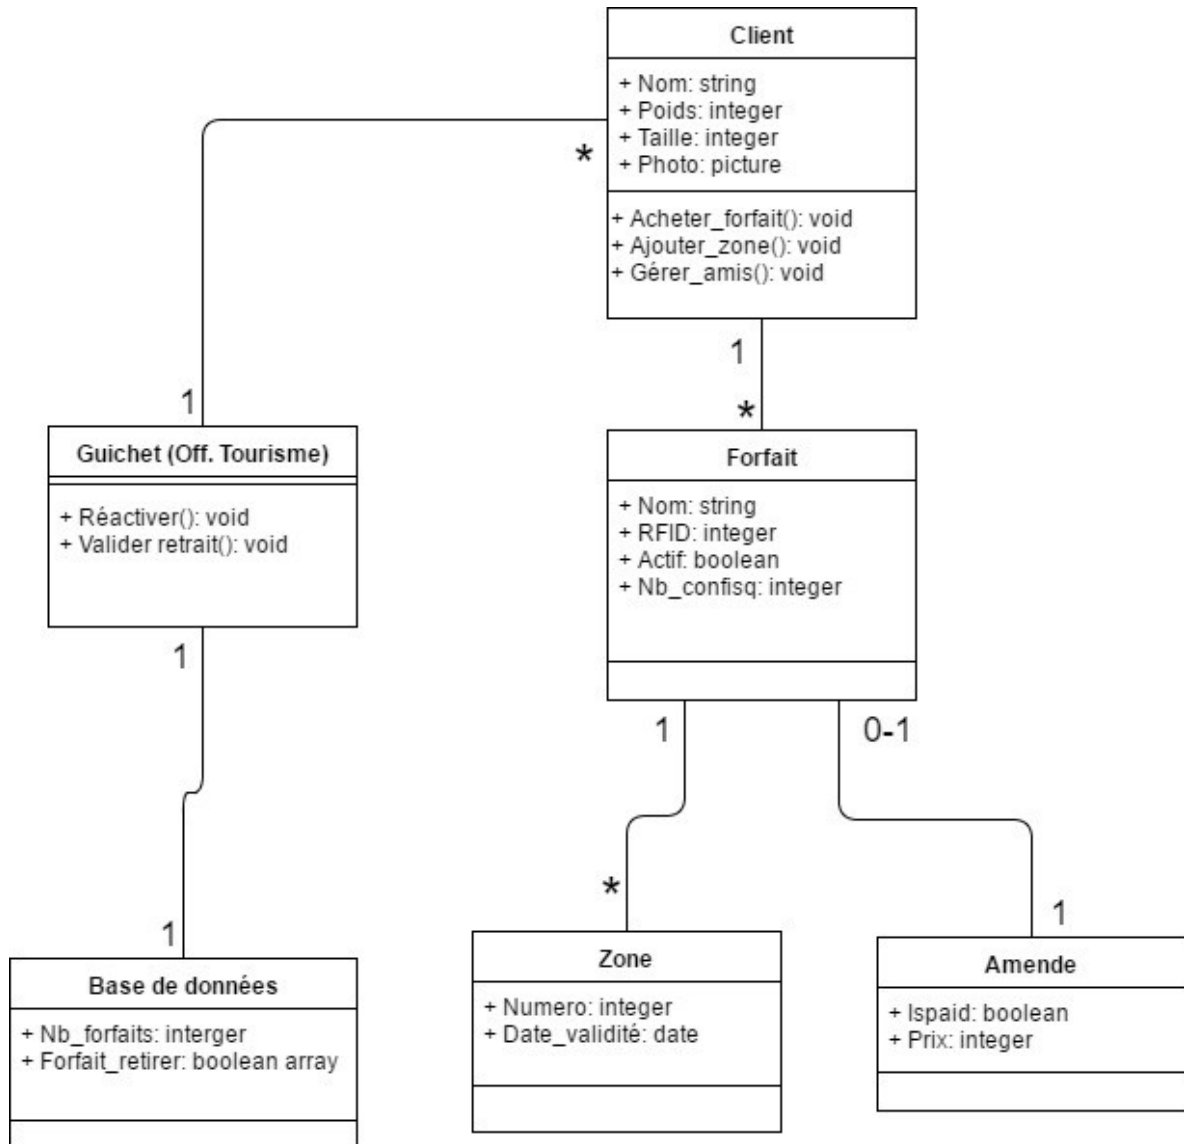 Client
+ Nom: string
+ Poids: integer
+ Taille: integer
+ Photo: picture
*
+ Acheter_forfait(): void
+ Ajouter_zone(): void
+ Gérer_amis(): void
1
1
*
Guichet (Off. Tourisme)
+ Réactiver(): void
+ Valider retrait(): void
Forfait
+ Nom: string
+ RFID: integer
+ Actif: boolean
+ Nb_confisq: integer
1
1
0-1
*
1
1
Base de données
+ Nb_forfaits: interger
+ Forfait_retirer: boolean array
Zone
+ Numero: integer
+ Date_validité: date
Amende
+ Ispaid: boolean
+ Prix: integer